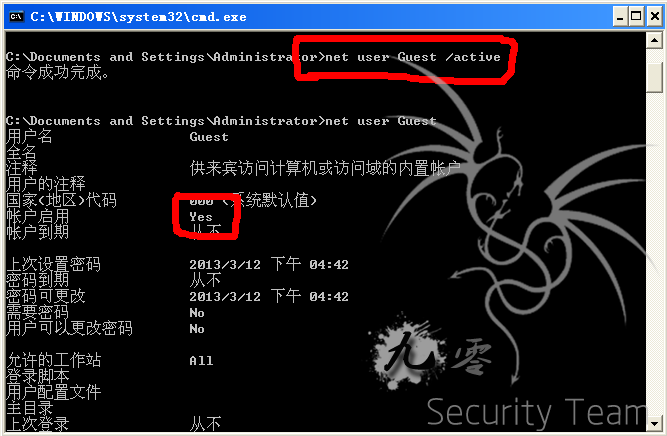 C:\WINDOWS\system32\cmd.exe
C:\Documents and Settings\Administrator>net user Guest /active
命令成功完成。
C:\Documents and Settings\Administrator>net user Guest
用户名 Guest
全名
注释 供来宾访问计算机或访问域的内置帐户
用户的注释
国家(地区)代码 000 (系统默认值)
帐户启用 Yes
帐户到期 从不
上次设置密码 2013/3/12 下午 04:42
密码到期 从不
密码可更改 2013/3/12 下午 04:42
需要密码 No
用户可以更改密码 No
允许的工作站 All
登录脚本
用户配置文件
主目录
上次登录 从不
九零
Security Team